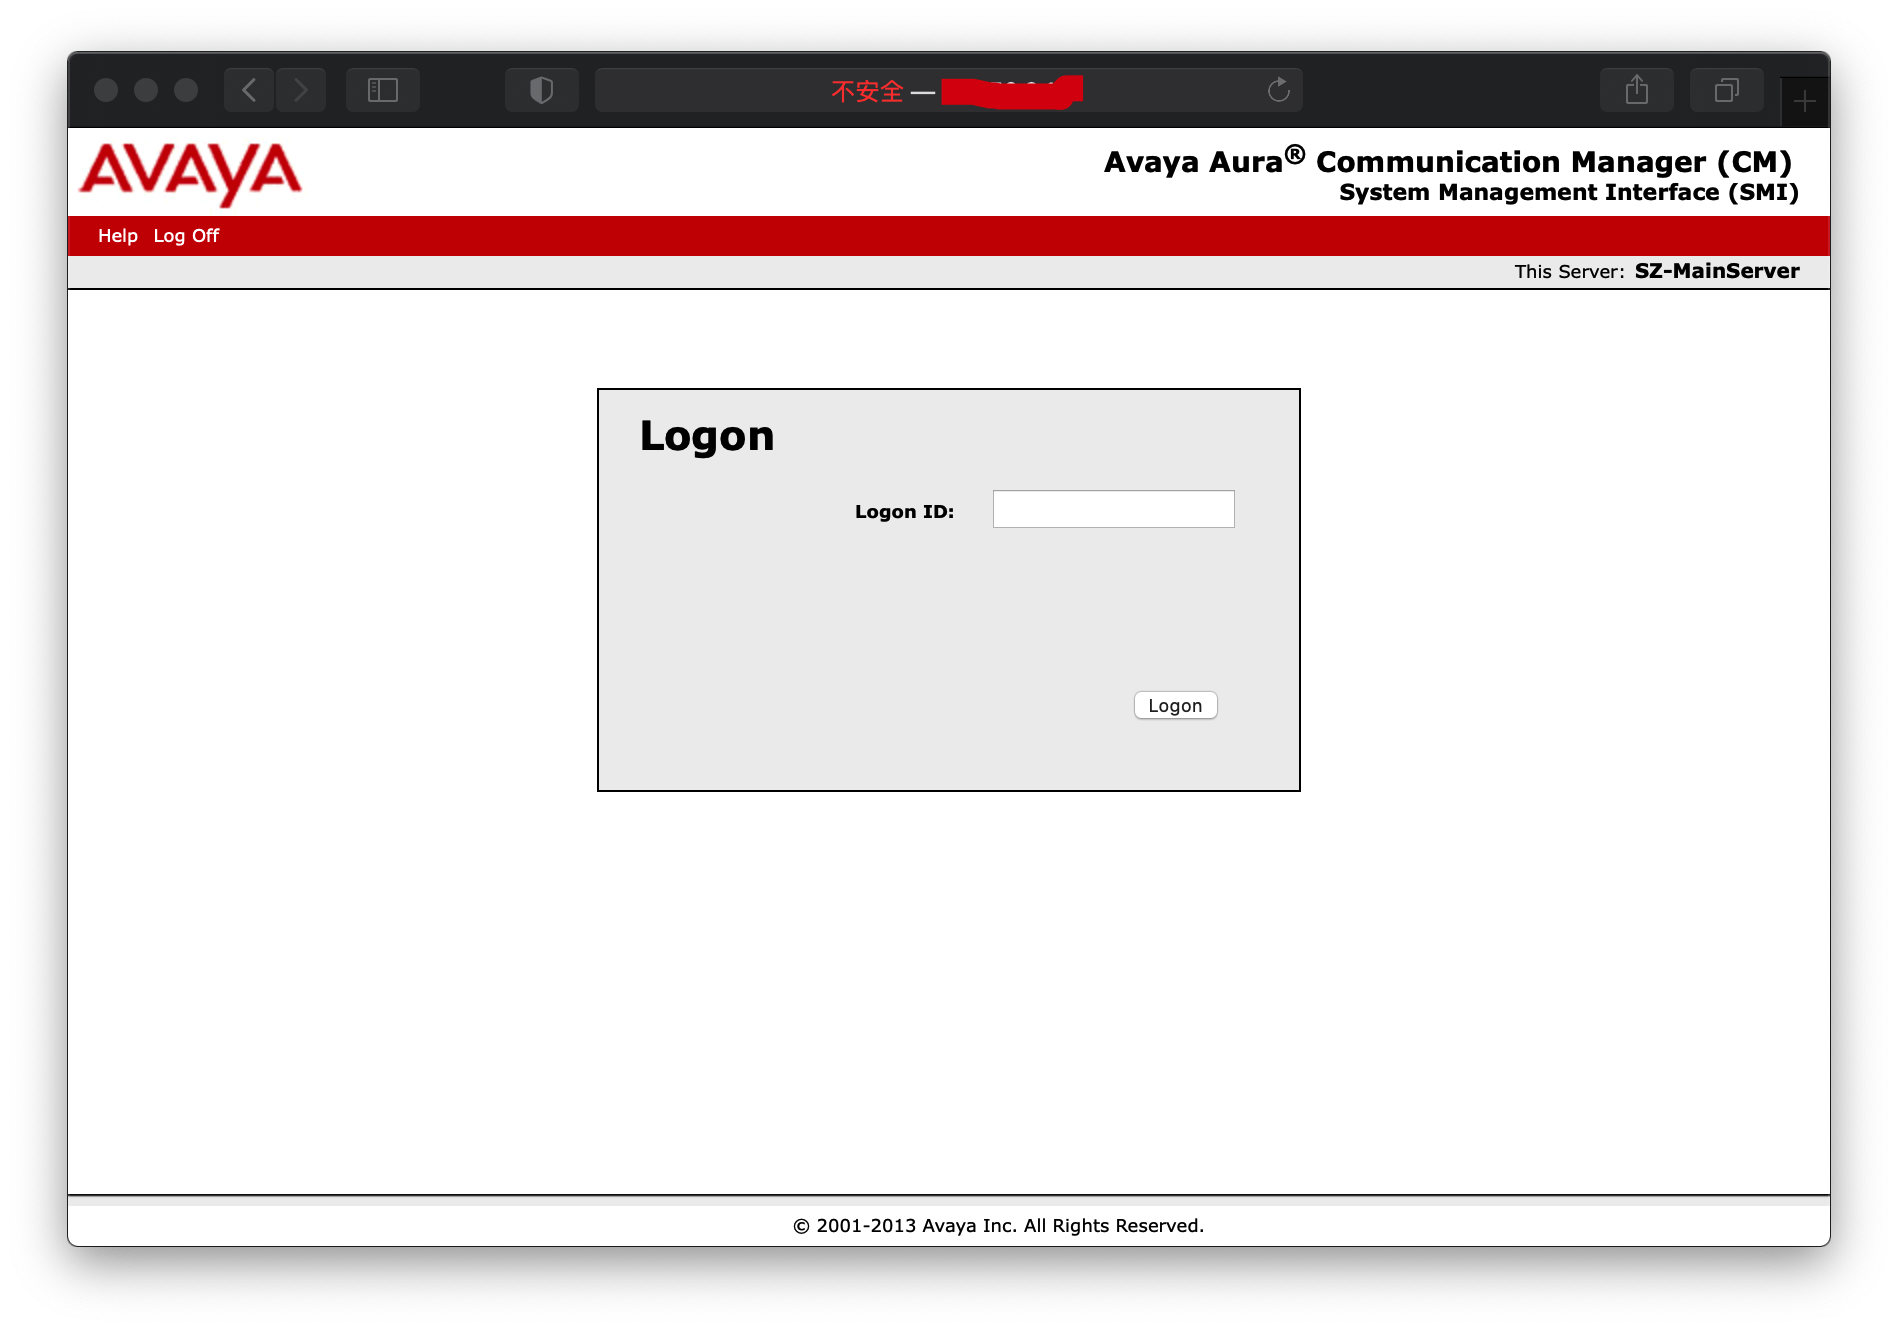 不安全 —
AVAYA
Avaya Aura® Communication Manager (CM)
System Management Interface (SMI)
Help Log Off
This Server: SZ-MainServer
Logon
Logon ID:
Logon
© 2001-2013 Avaya Inc. All Rights Reserved.